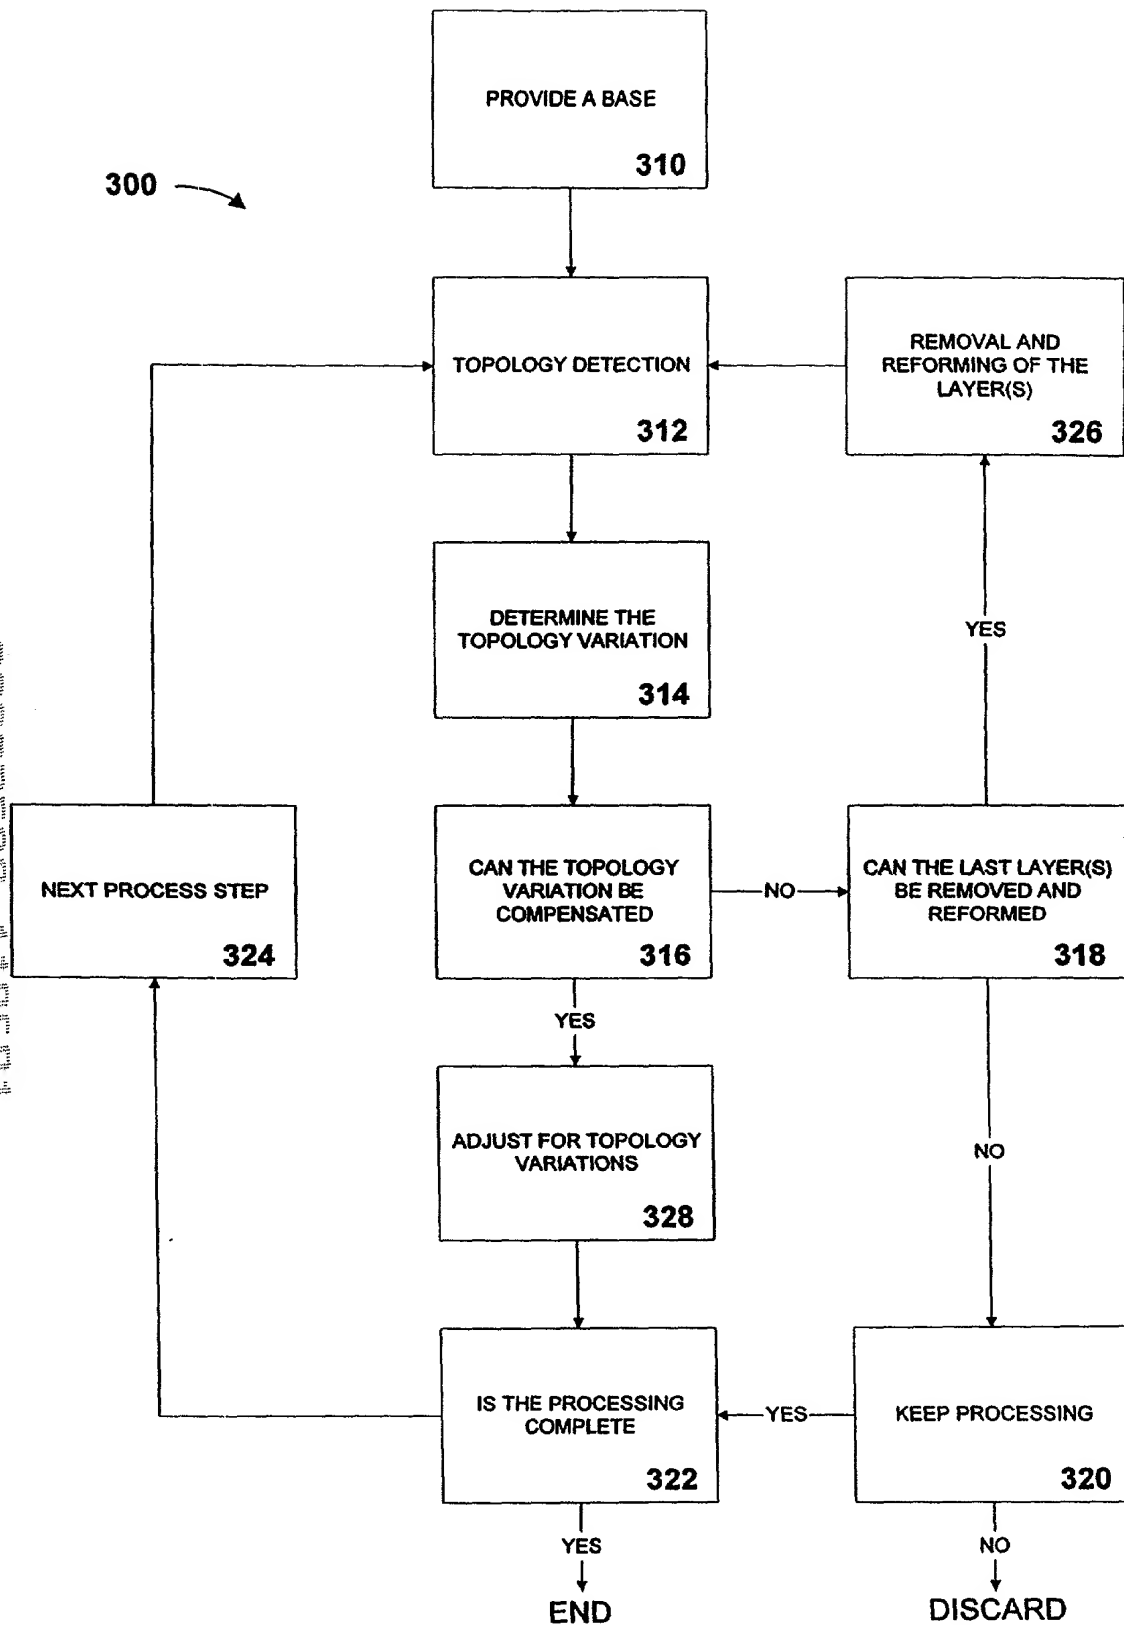 PROVIDE A BASE
310
300
TOPOLOGY DETECTION
312
REMOVAL AND
REFORMING OF THE
LAYER(S)
326
DETERMINE THE
TOPOLOGY VARIATION
314
YES
NEXT PROCESS STEP
324
CAN THE TOPOLOGY
VARIATION BE
COMPENSATED
316
NO
CAN THE LAST LAYER(S)
BE REMOVED AND
REFORMED
318
YES
ADJUST FOR TOPOLOGY
VARIATIONS
328
NO
IS THE PROCESSING
COMPLETE
322
YES
KEEP PROCESSING
320
YES
END
NO
DISCARD